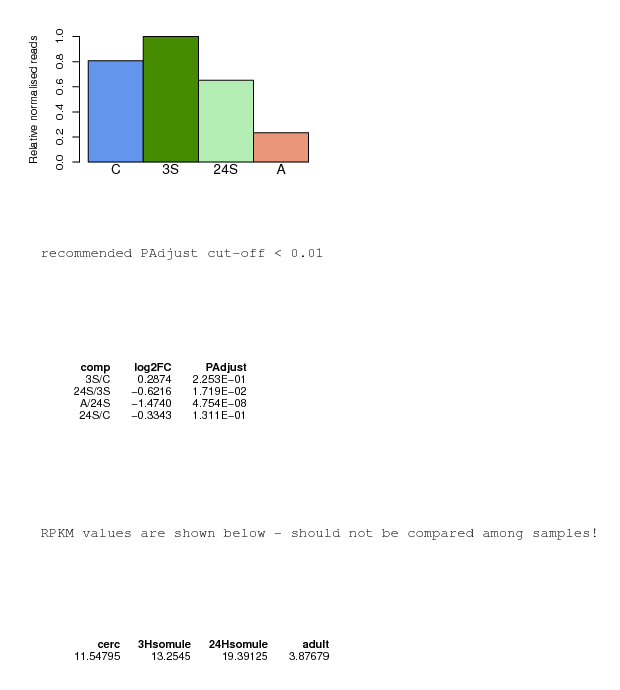 Relative normalised reads
1.0
0.8
0.6
0.4
0.2
0.0
C 3S 24S A
recommended PAdjust cut-off < 0.01
comp log2FC PAdjust
3S/C 0.2874 2.253E-01
24S/3S -0.6216 1.719E-02
A/24S -1.4740 4.754E-08
24S/C -0.3343 1.311E-01
RPKM values are shown below - should not be compared among samples!
cerc 3Hsomule 24Hsomule adult
11.54795 13.2545 19.39125 3.87679